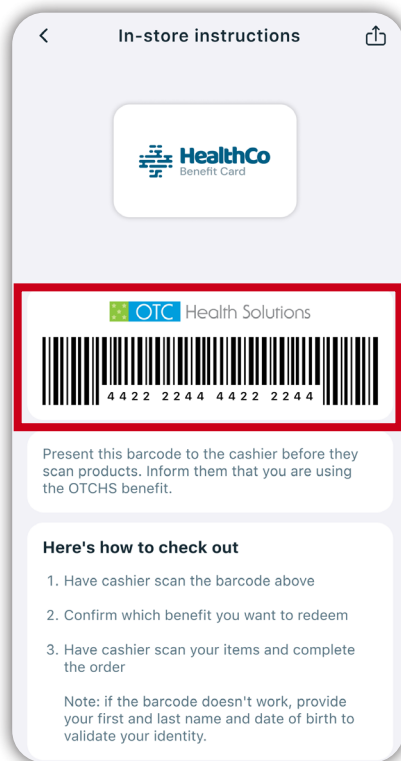 In-store instructions
HealthCo
Benefit Card
OTC Health Solutions
4422 2244 4422 2244
Present this barcode to the cashier before they
scan products. Inform them that you are using
the OTCHS benefit.
Here's how to check out
1. Have cashier scan the barcode above
2. Confirm which benefit you want to redeem
3. Have cashier scan your items and complete
the order
Note: if the barcode doesn't work, provide
your first and last name and date of birth to
validate your identity.